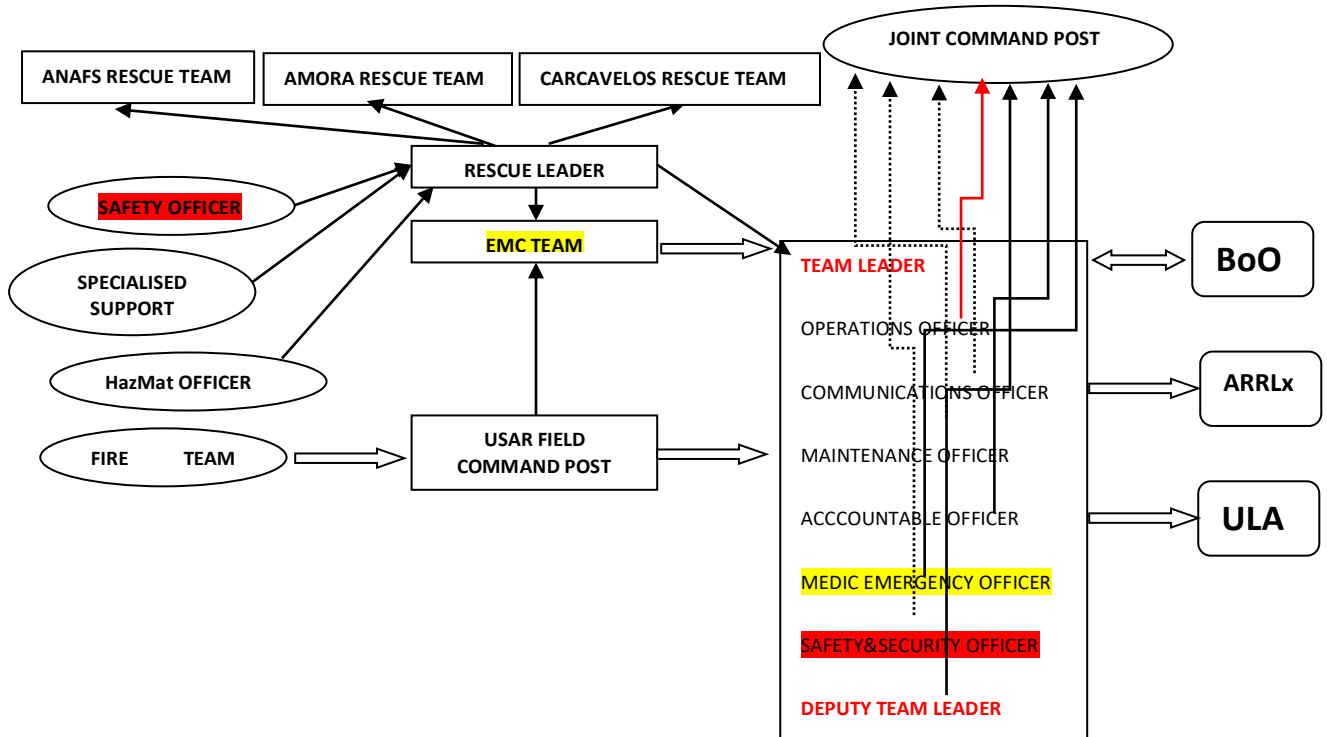 JOINT COMMAND POST
ANAFS RESCUE TEAM
AMORA RESCUE TEAM
CARCAVELOS RESCUE TEAM
RESCUE LEADER
SAFETY OFFICER
EMC TEAM
SPECIALISED
SUPPORT
HazMat OFFICER
FIRE TEAM
USAR FIELD
COMMAND POST
TEAM LEADER
OPERATIONS OFFICER
COMMUNICATIONS OFFICER
MAINTENANCE OFFICER
ACCCOUNTABLE OFFICER
MEDIC EMERGENCY OFFICER
SAFETY&SECURITY OFFICER
DEPUTY TEAM LEADER
BoO
ARRLx
ULA